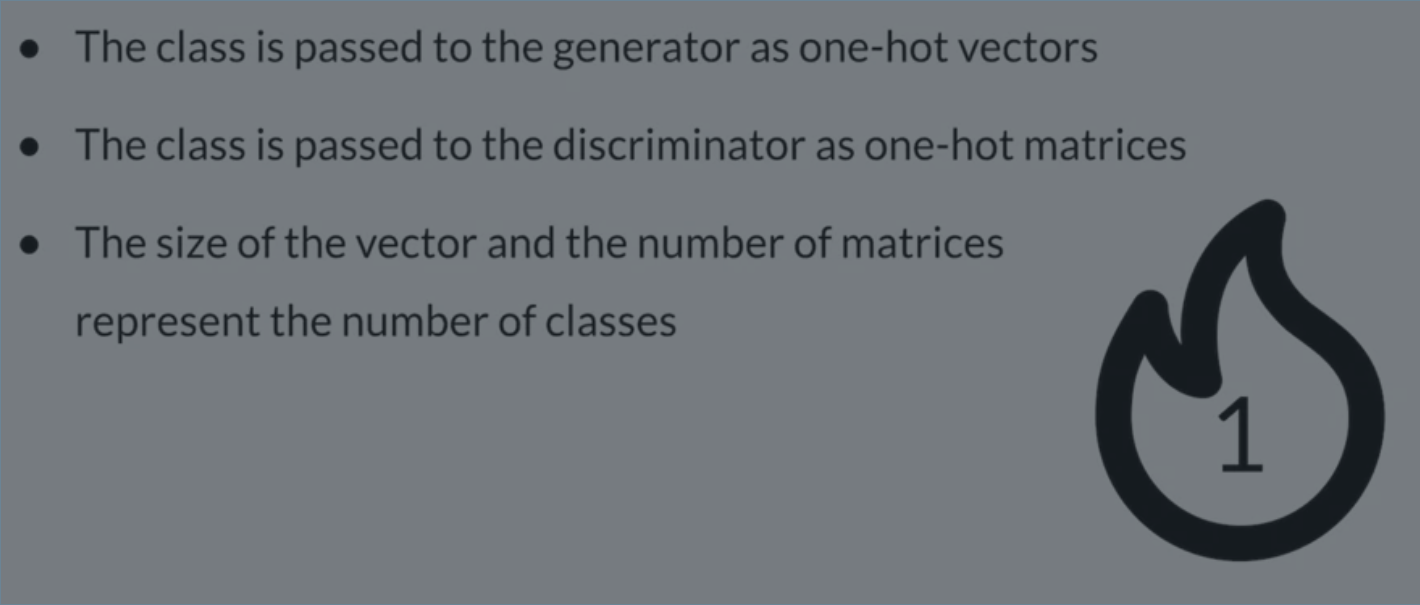 • The class is passed to the generator as one-hot vectors
• The class is passed to the discriminator as one-hot matrices
• The size of the vector and the number of matrices
represent the number of classes
1